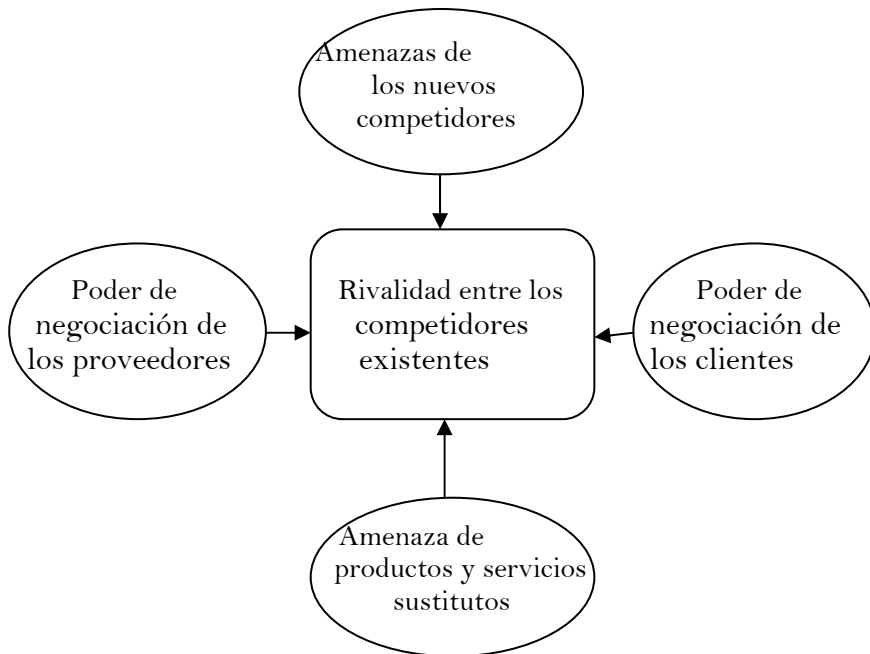 Amenazas de
los nuevos
competidores
Poder de
negociación de
los proveedores
Rivalidad entre los
competidores
existentes
Poder de
negociación de
los clientes
Amenaza de
productos y servicios
sustitutos